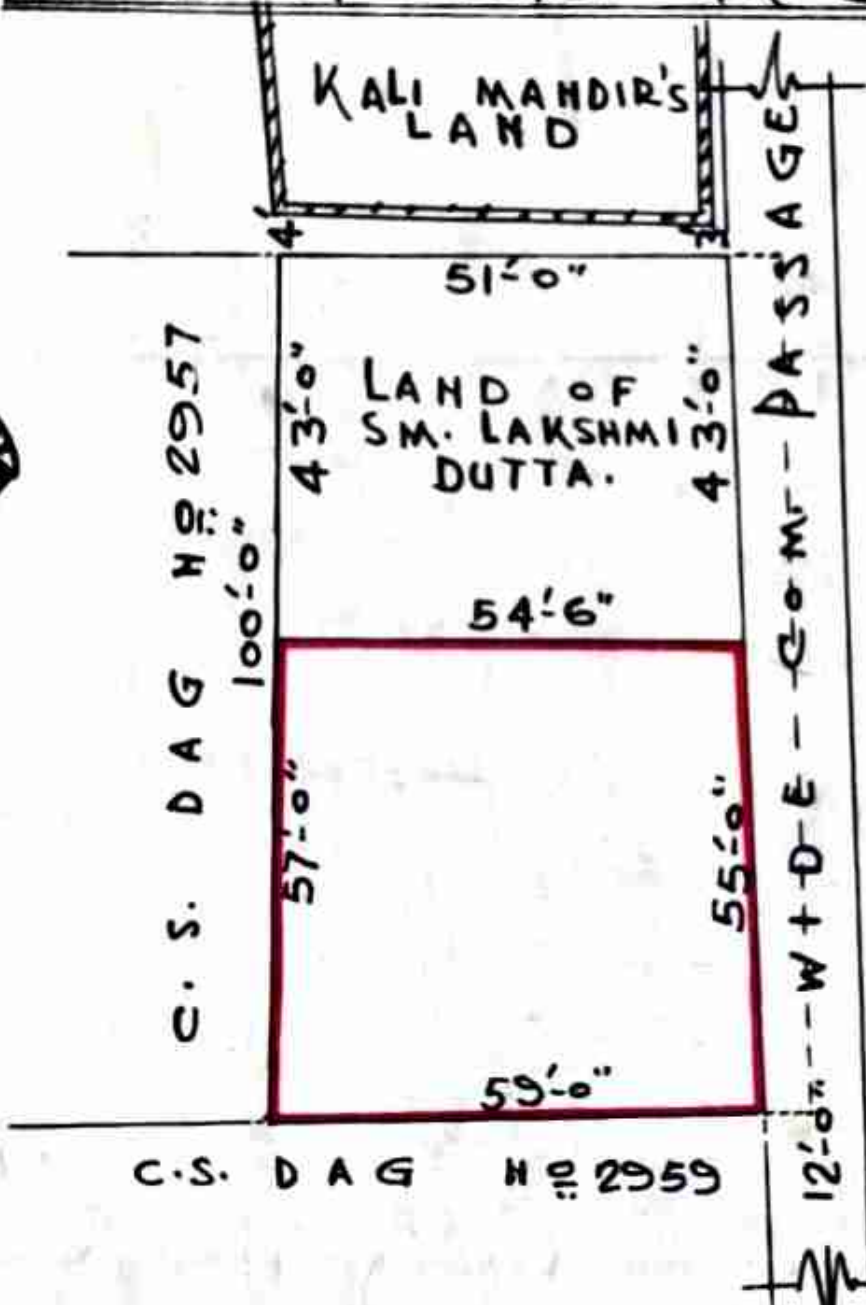 KALI MANDIR'S
LAND
4'
3'
51'-0"
C.S. DAG Nº: 2957
100'-0"
43'-0"
LAND OF
SM. LAKSHMI
DUTTA.
43'-0"
54'-6"
57'-0"
55'-0"
59'-0"
C.S. DAG Nº: 2959
12'-0" WIDE COM PASSAGE